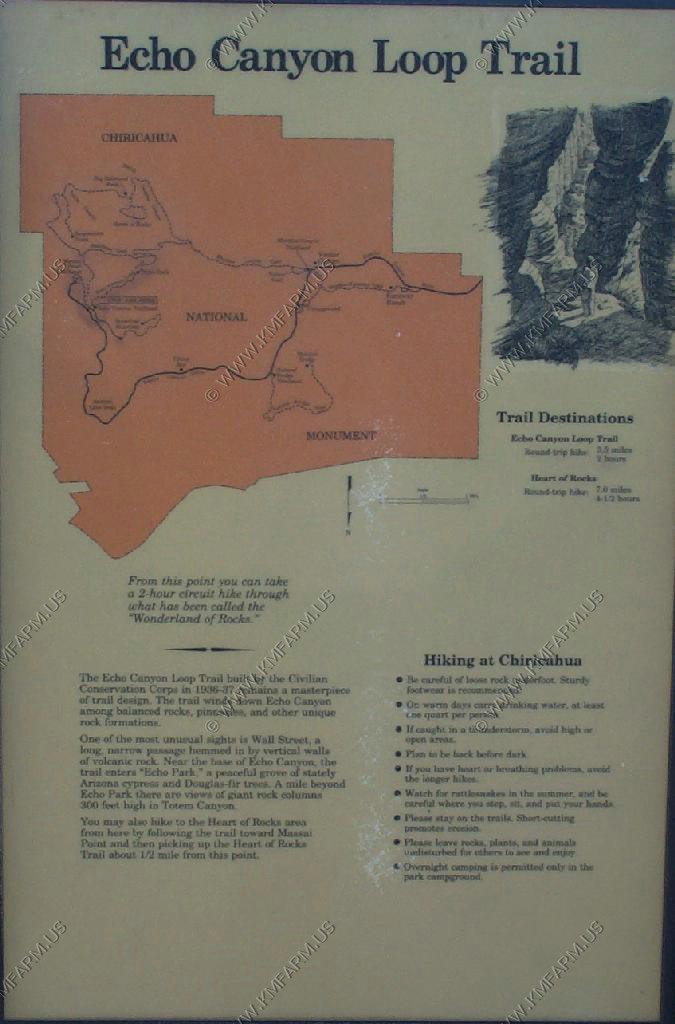 Echo Canyon Loop Trail
CHIRICAHUA
NATIONAL
MONUMENT
Trail Destinations
Echo Canyon Loop Trail
Round-trip hike: 3.5 miles
2 hours
Heart of Rocks
Round-trip hike: 7.0 miles
4-1/2 hours
N
From this point you can take
a 2-hour circuit hike through
what has been called the
"Wonderland of Rocks."
The Echo Canyon Loop Trail built by the Civilian
Conservation Corps in 1936-37 remains a masterpiece
of trail design. The trail winds down Echo Canyon
among balanced rocks, pinnacles, and other unique
rock formations.
One of the most unusual sights is Wall Street, a
long, narrow passage hemmed in by vertical walls
of volcanic rock. Near the base of Echo Canyon, the
trail enters "Echo Park," a peaceful grove of stately
Arizona cypress and Douglas-fir trees. A mile beyond
Echo Park there are views of giant rock columns
300 feet high in Totem Canyon.
You may also hike to the Heart of Rocks area
from here by following the trail toward Massai
Point and then picking up the Heart of Rocks
Trail about 1/2 mile from this point.
Hiking at Chiricahua
Be careful of loose rock underfoot. Sturdy
footwear is recommended.
On warm days carry drinking water, at least
one quart per person.
If caught in a thunderstorm, avoid high or
open areas.
Plan to be back before dark.
If you have heart or breathing problems, avoid
the longer hikes.
Watch for rattlesnakes in the summer, and be
careful where you step, sit, and put your hands.
Please stay on the trails. Short-cutting
promotes erosion.
Please leave rocks, plants, and animals
undisturbed for others to see and enjoy.
Overnight camping is permitted only in the
park campground.
© WWW.KMFARM.US